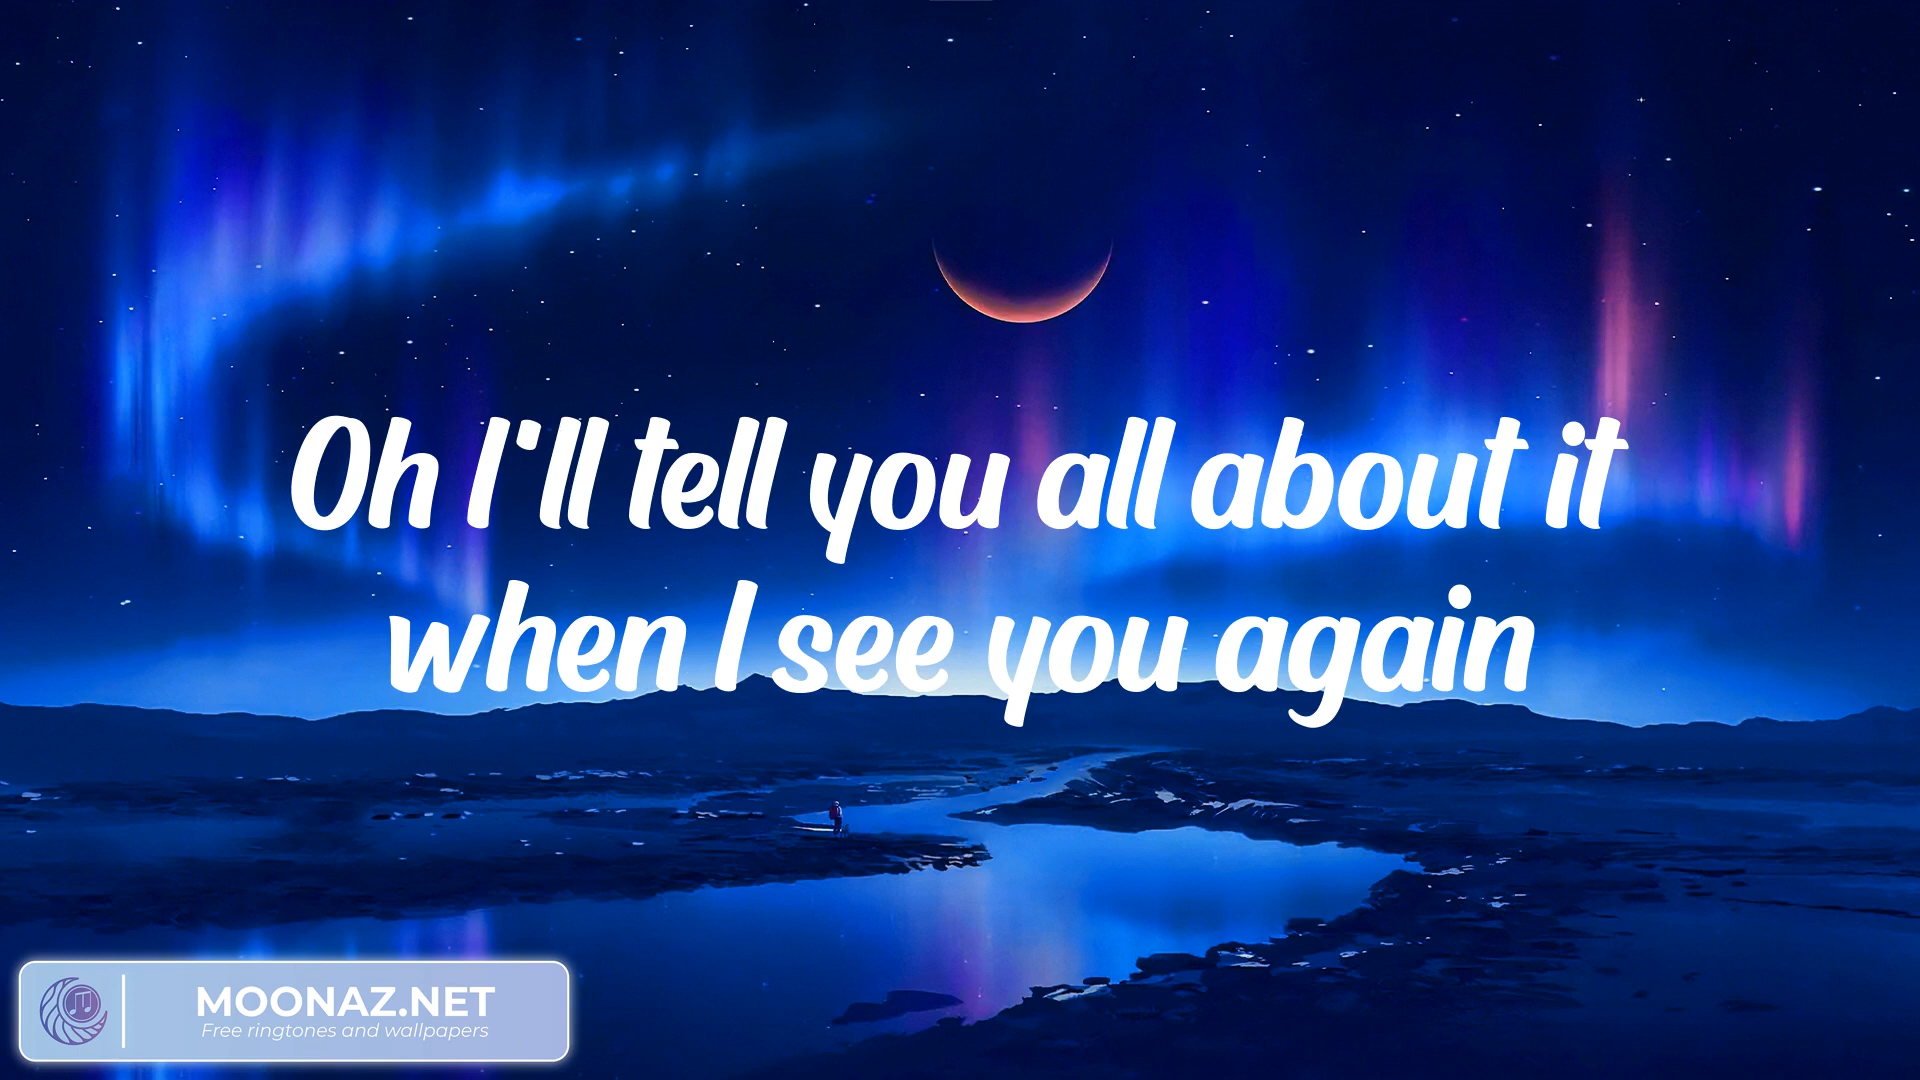 Oh I'll tell you all about it
when I see you again
MOONAZ.NET
Free ringtones and wallpapers